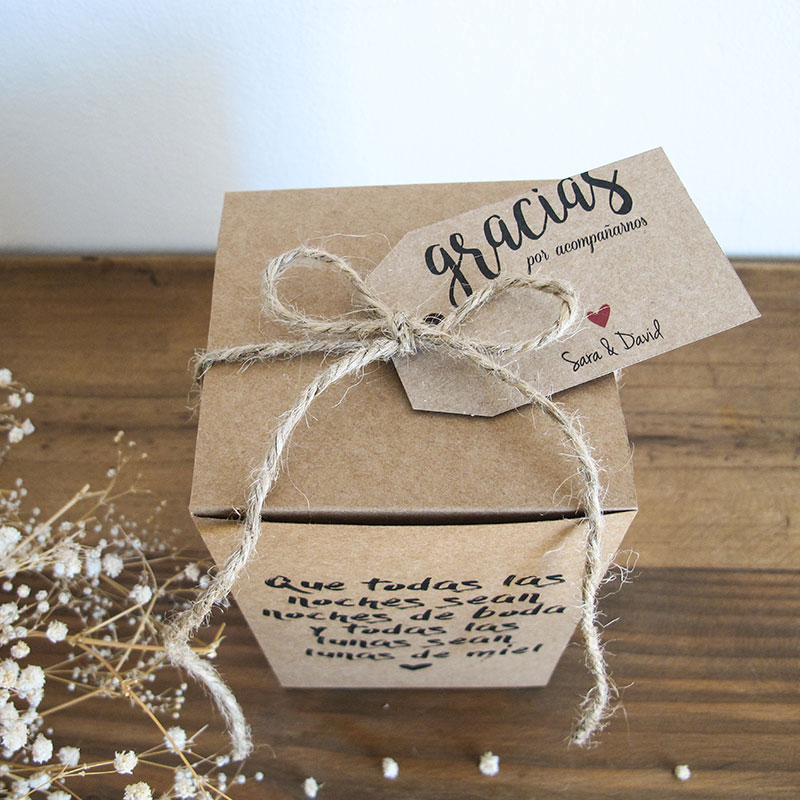 gracias
por acompañarnos
Sara & David
Que todas las
noches sean
noches de boda
y todas las
lunas sean
lunas de miel